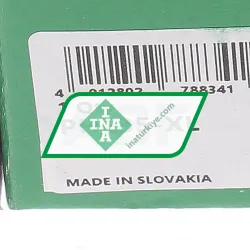 4 012802 788341
INA
inaturkiye.com
MADE IN SLOVAKIA